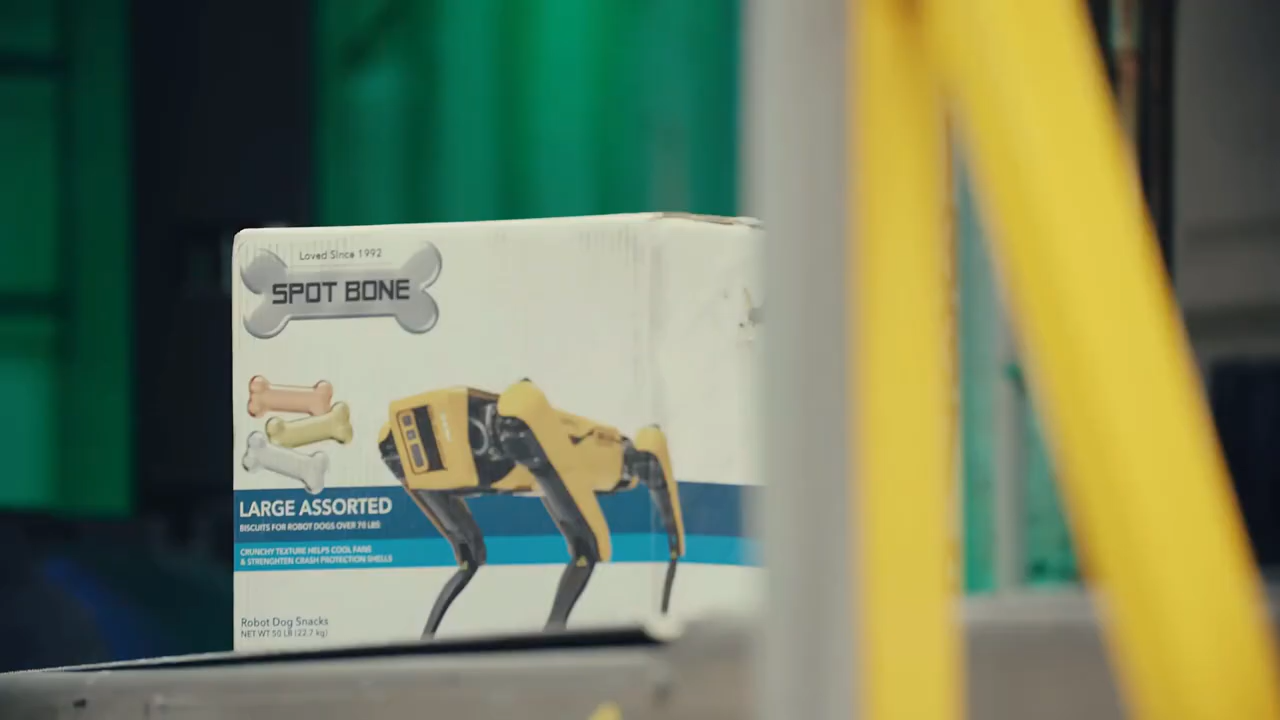 Loved Since 1992
SPOT BONE
LARGE ASSORTED
BISCUITS FOR ROBOT DOGS OVER 70 LBS
CRUNCHY TEXTURE HELPS COOL FANS
& STRENGHTEN CRASH PROTECTION SHELLS
Robot Dog Snacks
NET WT 50 LB (22.7 kg)